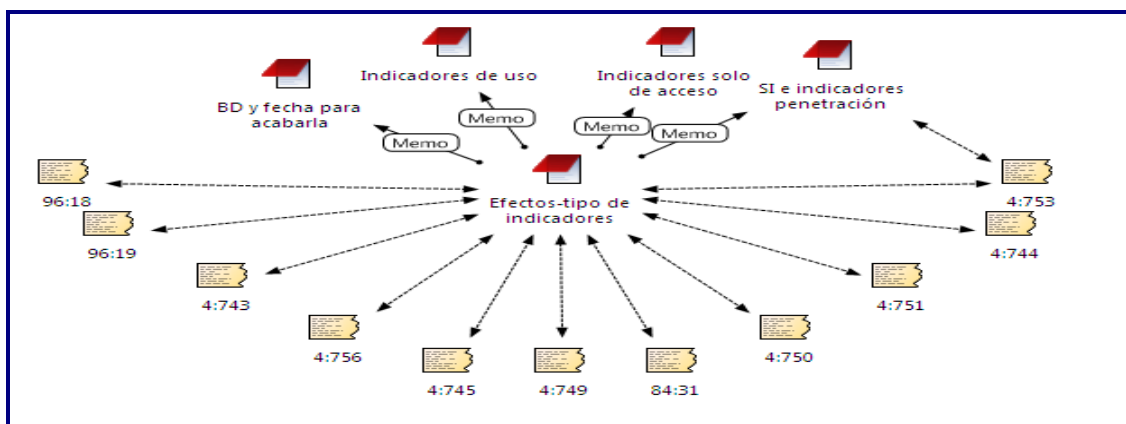 Indicadores de uso
Indicadores solo
de acceso
SI e indicadores
penetración
BD y fecha para
acabarla
Memo
Memo
Memo
Memo
Efectos-tipo de
indicadores
96:18
4:753
96:19
4:744
4:743
4:751
4:756
4:750
4:745
4:749
84:31